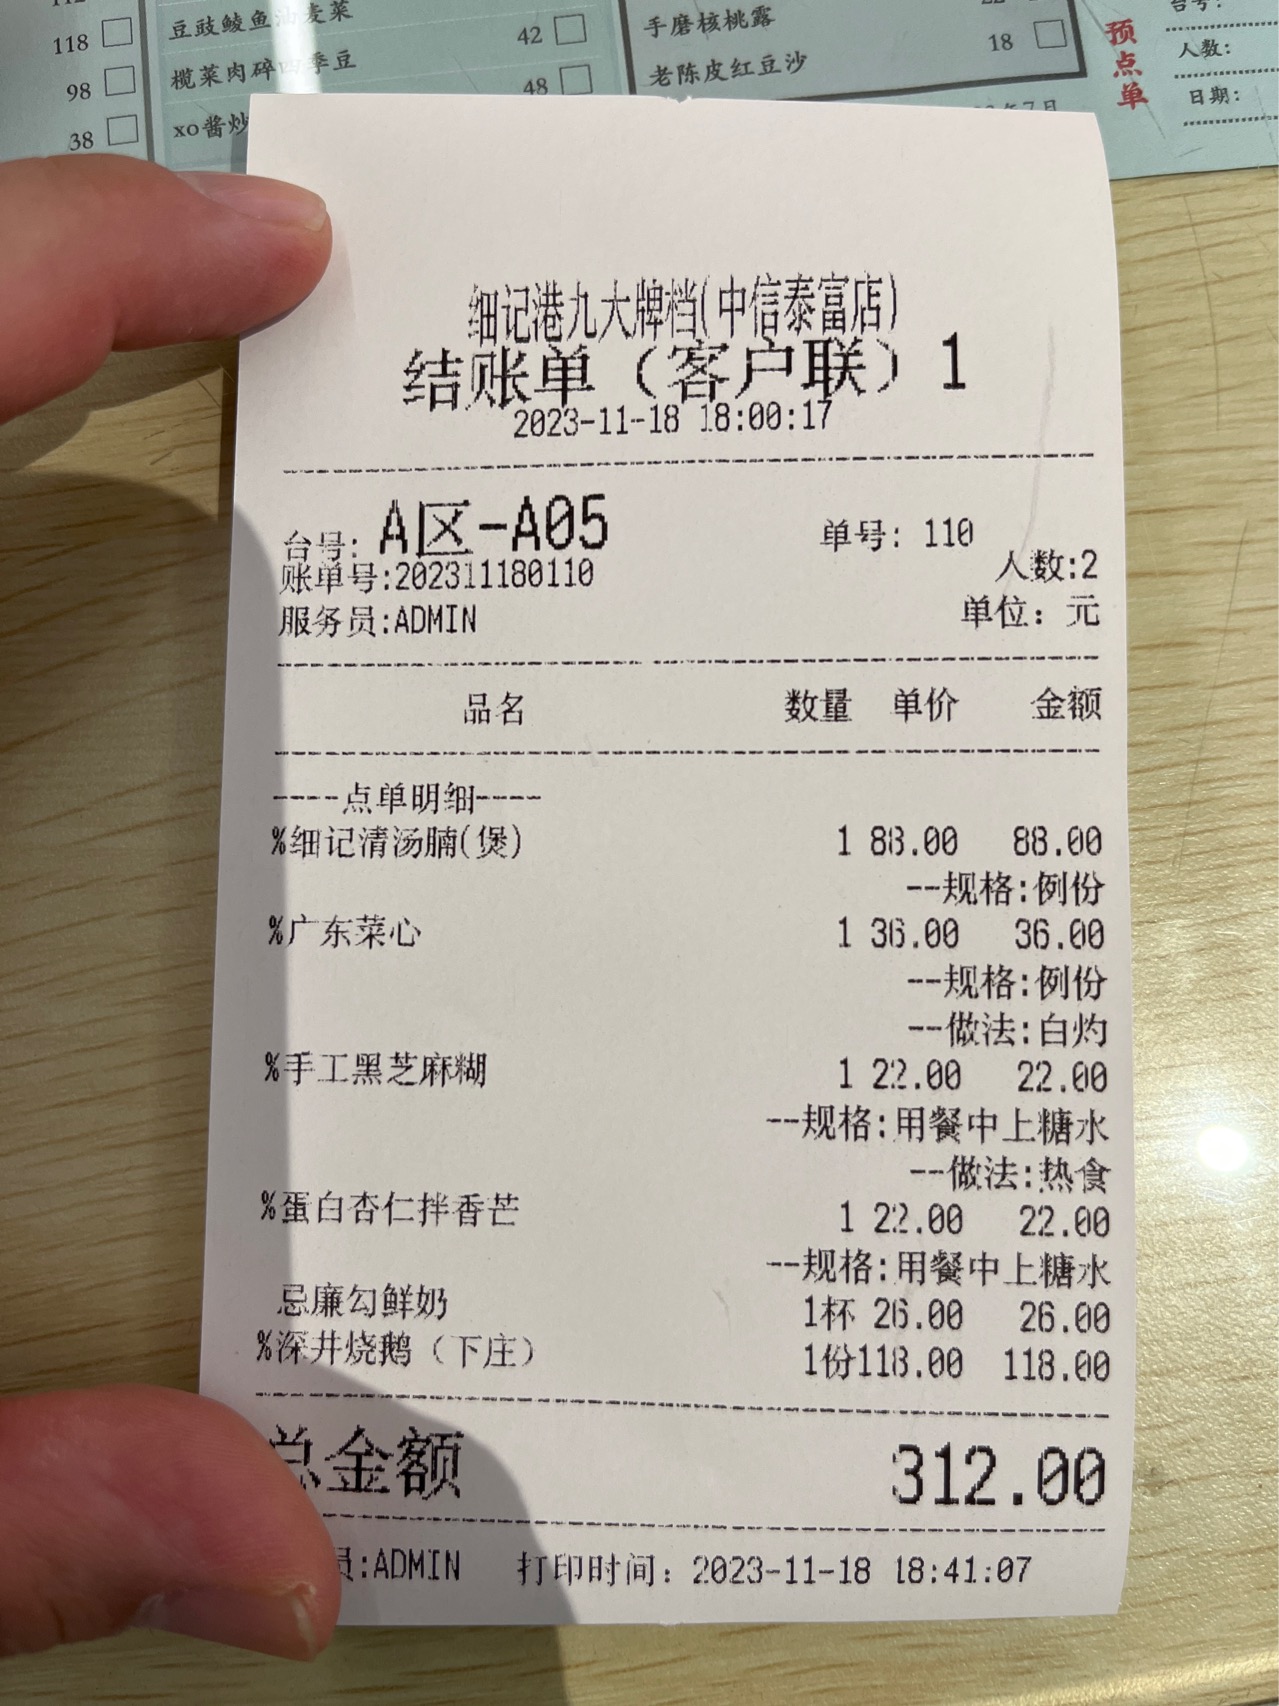 118
98
38
豆豉鲮鱼油麦菜
榄菜肉碎四季豆
xo酱炒
42
48
手磨核桃露
老陈皮红豆沙
18
预点单
台号:
人数:
日期:
细记港九大牌档(中信泰富店)
结账单（客户联）1
2023-11-18 18:00:17
台号: A区-A05 单号: 110
账单号:202311180110 人数:2
服务员:ADMIN 单位: 元
品名 数量 单价 金额
----点单明细----
%细记清汤腩(煲) 1 88.00 88.00
--规格:例份
%广东菜心 1 36.00 36.00
--规格:例份
--做法:白灼
%手工黑芝麻糊 1 22.00 22.00
--规格:用餐中上糖水
--做法:热食
%蛋白杏仁拌香芒 1 22.00 22.00
--规格:用餐中上糖水
忌廉勾鲜奶 1杯 26.00 26.00
%深井烧鹅（下庄） 1份118.00 118.00
总金额 312.00
员:ADMIN 打印时间: 2023-11-18 18:41:07